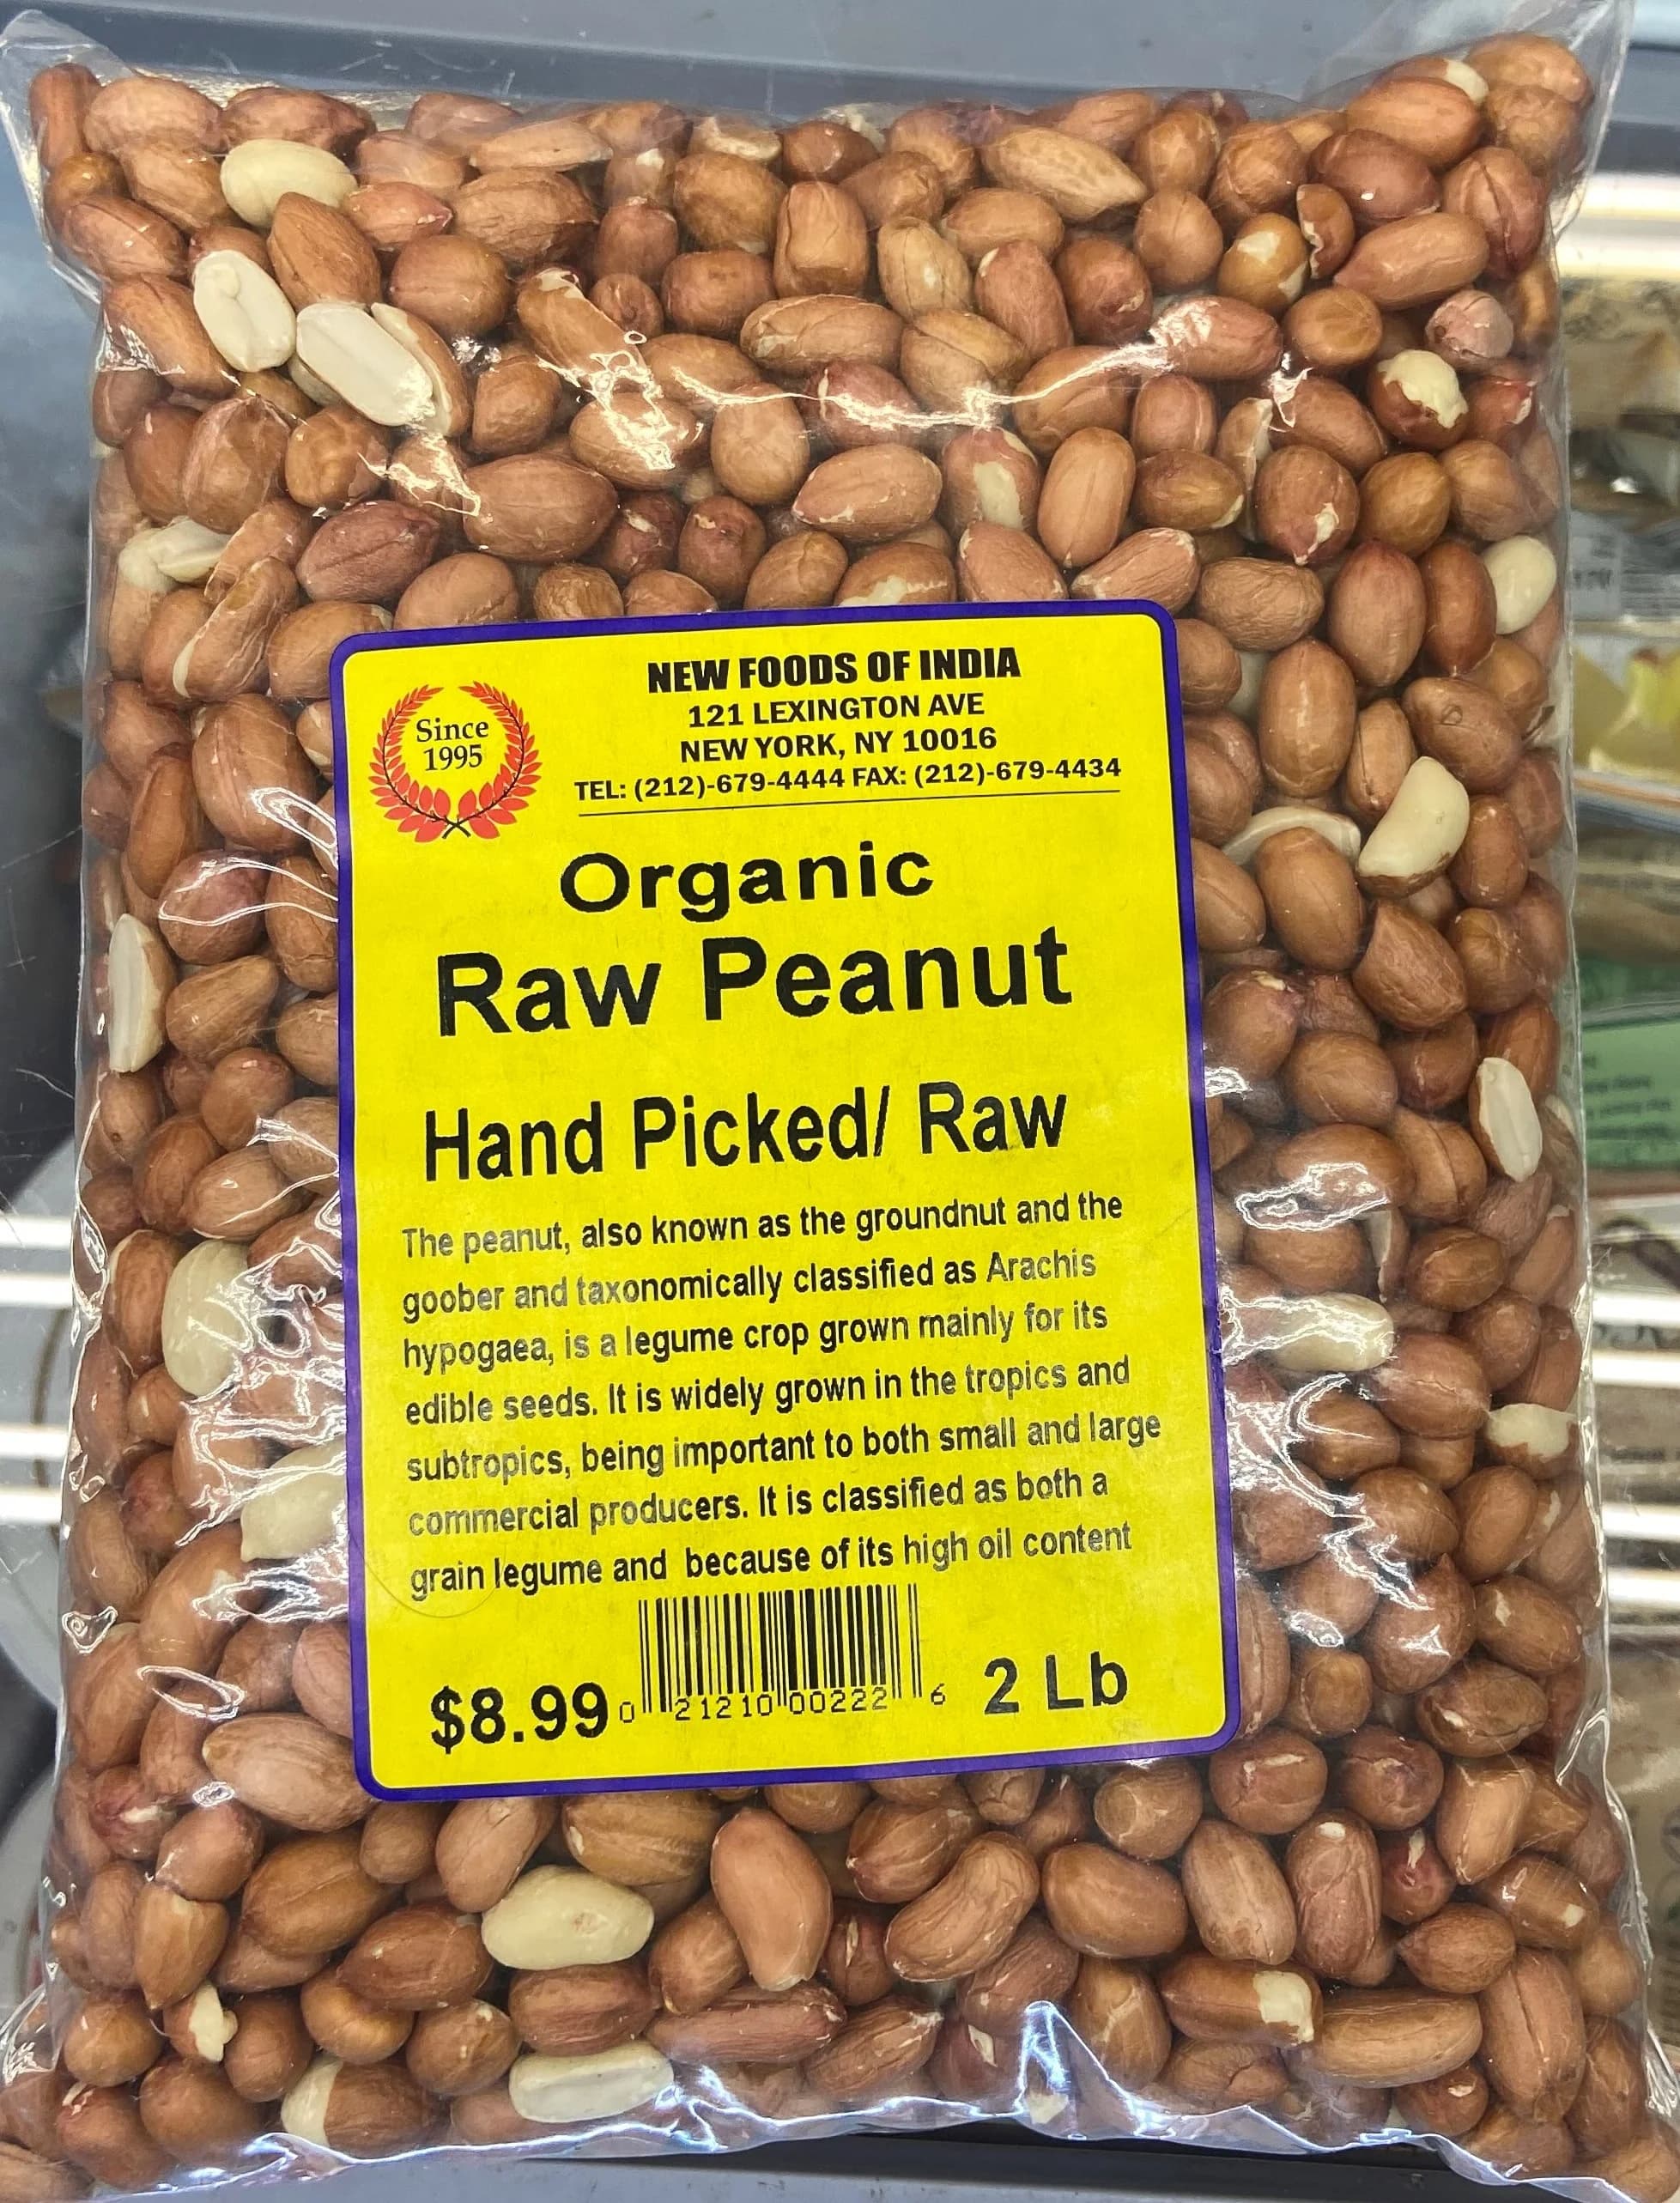 Since
1995
NEW FOODS OF INDIA
121 LEXINGTON AVE
NEW YORK, NY 10016
TEL: (212)-679-4444 FAX: (212)-679-4434
Organic
Raw Peanut
Hand Picked/ Raw
The peanut, also known as the groundnut and the
goober and taxonomically classified as Arachis
hypogaea, is a legume crop grown mainly for its
edible seeds. It is widely grown in the tropics and
subtropics, being important to both small and large
commercial producers. It is classified as both a
grain legume and because of its high oil content
$8.99
0 21210 00222 6
2 Lb